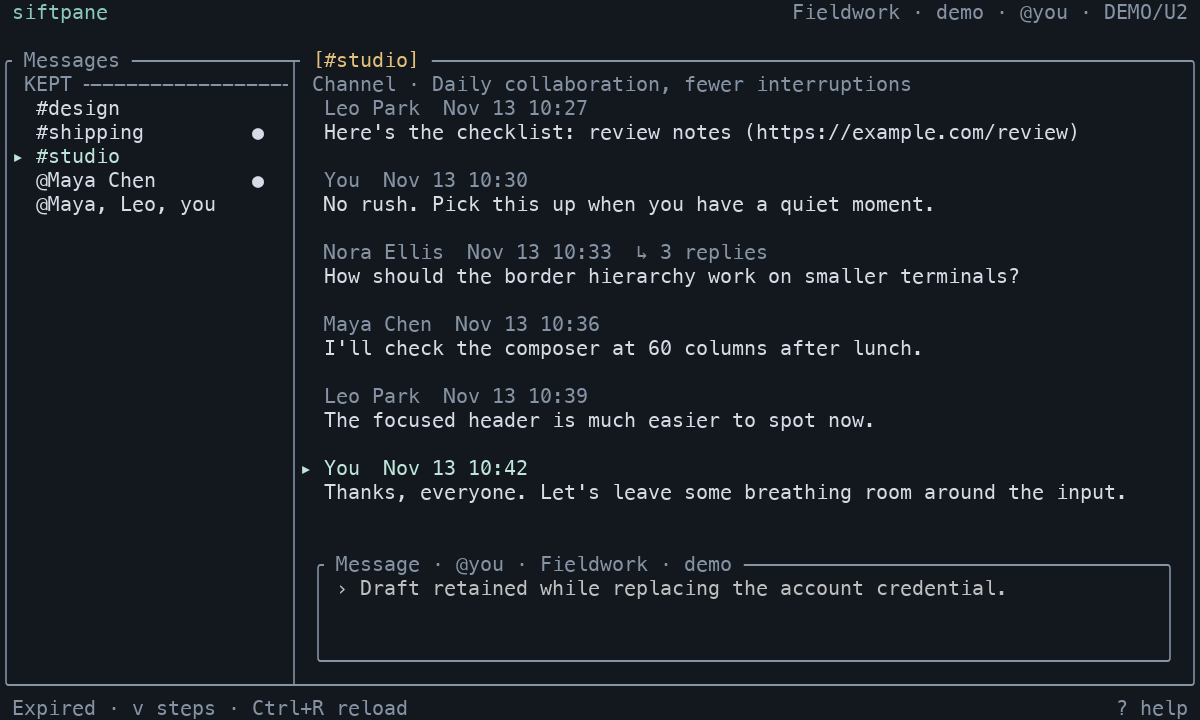 siftpane Fieldwork · demo · @you · DEMO/U2
Messages
KEPT
#design
#shipping ●
▸ #studio
@Maya Chen ●
@Maya, Leo, you
[#studio]
Channel · Daily collaboration, fewer interruptions
Leo Park Nov 13 10:27
Here's the checklist: review notes (https://example.com/review)
You Nov 13 10:30
No rush. Pick this up when you have a quiet moment.
Nora Ellis Nov 13 10:33 ↳ 3 replies
How should the border hierarchy work on smaller terminals?
Maya Chen Nov 13 10:36
I'll check the composer at 60 columns after lunch.
Leo Park Nov 13 10:39
The focused header is much easier to spot now.
▸ You Nov 13 10:42
Thanks, everyone. Let's leave some breathing room around the input.
Message · @you · Fieldwork · demo
› Draft retained while replacing the account credential.
Expired · v steps · Ctrl+R reload ? help